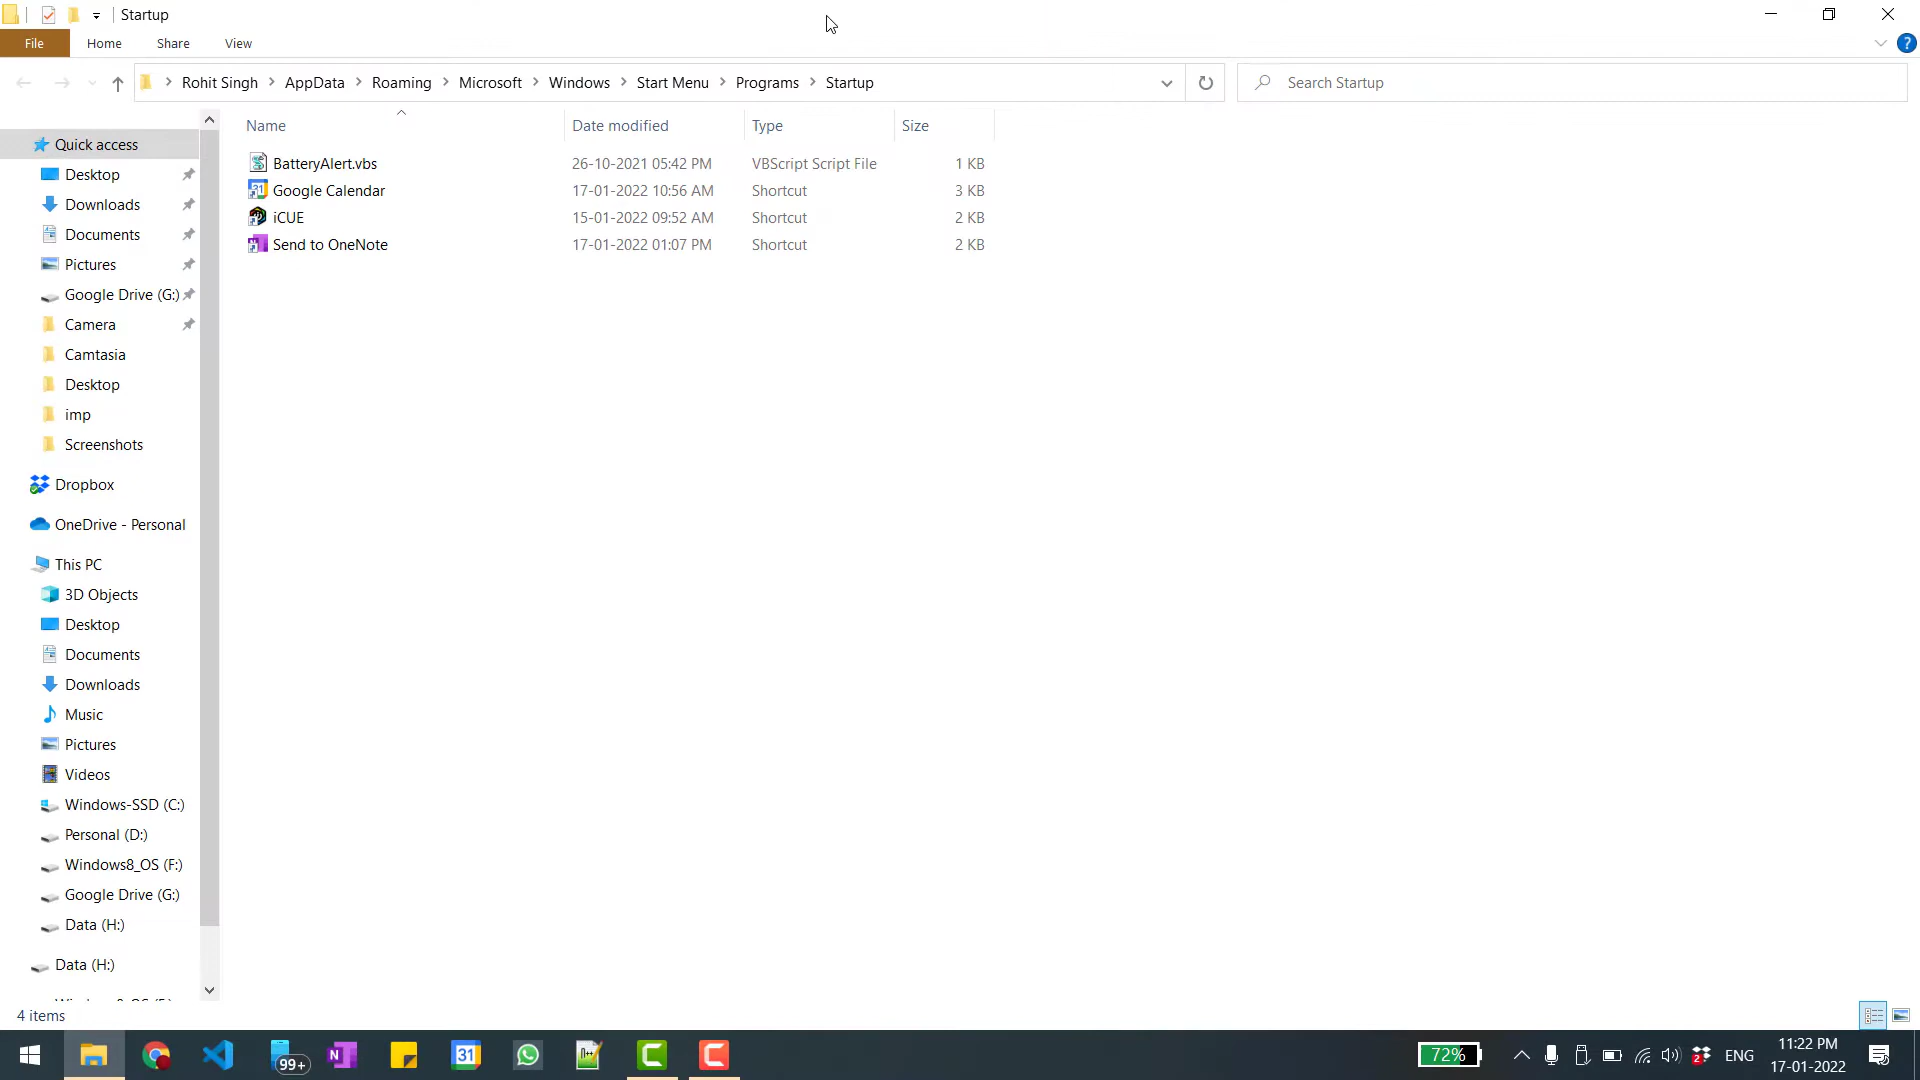 Startup
File Home Share View
Rohit Singh AppData Roaming Microsoft Windows Start Menu Programs Startup Search Startup
Name Date modified Type Size
BatteryAlert.vbs 26-10-2021 05:42 PM VBScript Script File 1 KB
Google Calendar 17-01-2022 10:56 AM Shortcut 3 KB
iCUE 15-01-2022 09:52 AM Shortcut 2 KB
Send to OneNote 17-01-2022 01:07 PM Shortcut 2 KB
Quick access
Desktop
Downloads
Documents
Pictures
Google Drive (G:)
Camera
Camtasia
Desktop
imp
Screenshots
Dropbox
OneDrive - Personal
This PC
3D Objects
Desktop
Documents
Downloads
Music
Pictures
Videos
Windows-SSD (C:)
Personal (D:)
Windows8_OS (F:)
Google Drive (G:)
Data (H:)
Data (H:)
4 items
99+ 31 72% 2 ENG 11:22 PM
17-01-2022